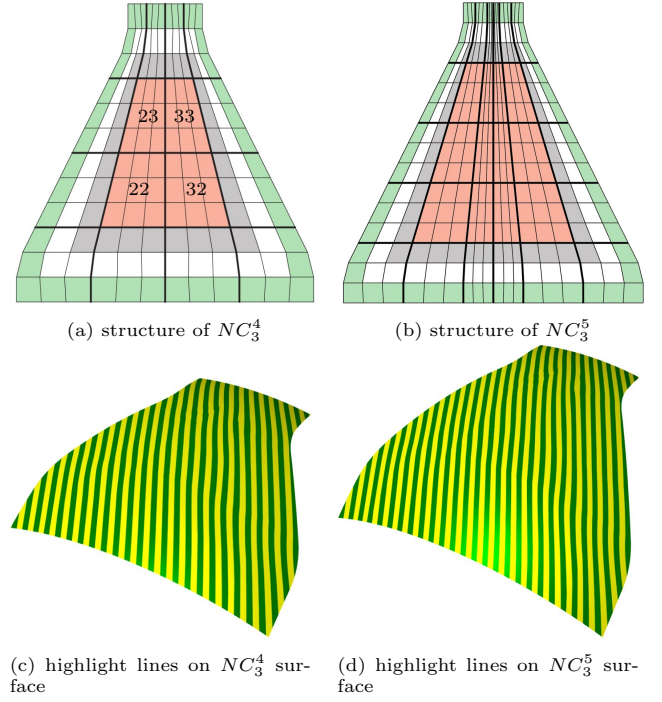 23 33
22 32
(a) structure of $NC_3^4$
(b) structure of $NC_3^5$
(c) highlight lines on $NC_3^4$ sur-
face
(d) highlight lines on $NC_3^5$ sur-
face